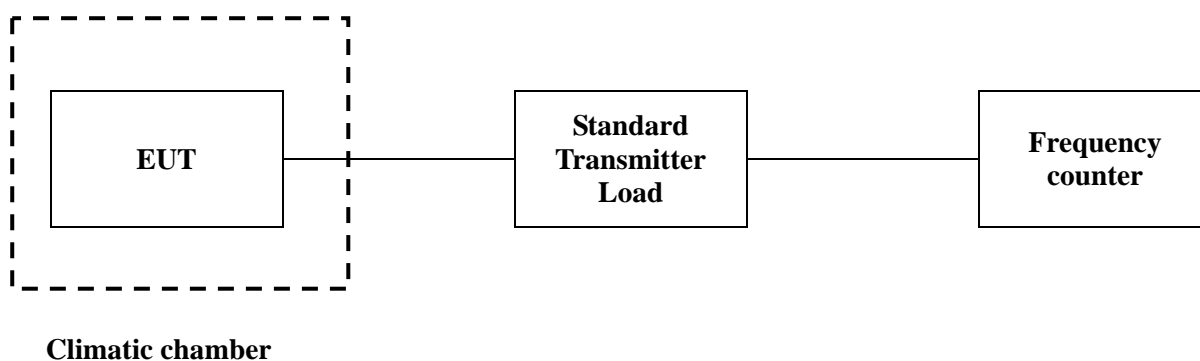 EUT
Standard
Transmitter
Load
Frequency
counter
Climatic chamber